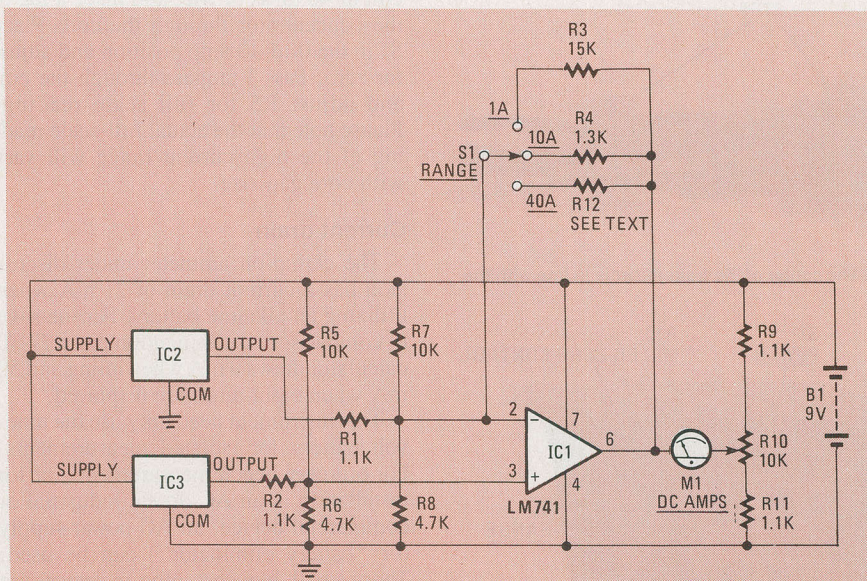 R3
15K
1A
R4
1.3K
10A
S1
RANGE
40A
R12
SEE TEXT
R5
10K
R7
10K
R9
1.1K
SUPPLY
IC2
OUTPUT
COM
R1
1.1K
2
7
IC1
6
3
4
LM741
B1
9V
R10
10K
M1
DC AMPS
SUPPLY
IC3
OUTPUT
COM
R2
1.1K
R6
4.7K
R8
4.7K
R11
1.1K